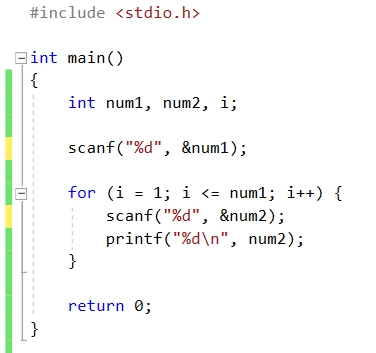 #include <stdio.h>
int main()
{
    int num1, num2, i;
    scanf("%d", &num1);
    for (i = 1; i <= num1; i++) {
        scanf("%d", &num2);
        printf("%d\n", num2);
    }
    return 0;
}